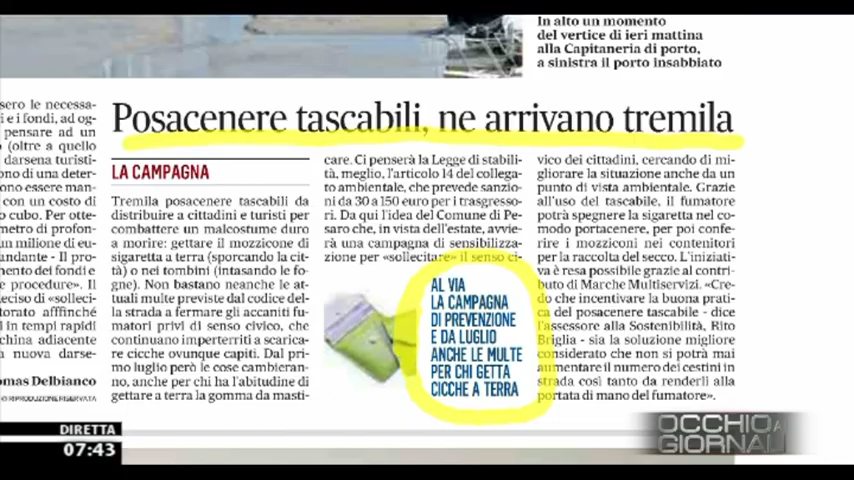 In alto un momento
del vertice di ieri mattina
alla Capitaneria di porto,
a sinistra il porto insabbiato
sero le necessa-
i e i fondi, ad og-
pensare ad un
(oltre a quello
darsena turisti-
ono di una deter-
ono essere man-
con un costo di
o cubo. Per otte-
metro di profon-
un milione di eu-
undante - Il pro-
mento dei fondi e
e procedure». Il
deciso di «solleci-
torato affinché
l in tempi rapidi
china adiacente
a nuova darse-
omas Delbianco
© RIPRODUZIONE RISERVATA
Posacenere tascabili, ne arrivano tremila
LA CAMPAGNA
Tremila posacenere tascabili da
distribuire a cittadini e turisti per
combattere un malcostume duro
a morire: gettare il mozzicone di
sigaretta a terra (sporcando la cit-
tà) o nei tombini (intasando le fo-
gne). Non bastano neanche le at-
tuali multe previste dal codice del-
la strada a fermare gli accaniti fu-
matori privi di senso civico, che
continuano imperterriti a scarica-
re cicche ovunque capiti. Dal pri-
mo luglio però le cose cambieran-
no, anche per chi ha l'abitudine di
gettare a terra la gomma da masti-
care. Ci penserà la Legge di stabili-
tà, meglio, l'articolo 14 del collega-
to ambientale, che prevede sanzio-
ni da 30 a 150 euro per i trasgresso-
ri. Da qui l'idea del Comune di Pe-
saro che, in vista dell'estate, avvie-
rà una campagna di sensibilizza-
zione per «sollecitare» il senso ci-
AL VIA
LA CAMPAGNA
DI PREVENZIONE
E DA LUGLIO
ANCHE LE MULTE
PER CHI GETTA
CICCHE A TERRA
vico dei cittadini, cercando di mi-
gliorare la situazione anche da un
punto di vista ambientale. Grazie
all'uso del tascabile, il fumatore
potrà spegnere la sigaretta nel co-
modo portacenere, per poi confe-
rire i mozziconi nei contenitori
per la raccolta del secco. L'iniziati-
va è resa possibile grazie al contri-
buto di Marche Multiservizi. «Cre-
do che incentivare la buona prati-
ca del posacenere tascabile - dice
l'assessore alla Sostenibilità, Rito
Briglia - sia la soluzione migliore
considerato che non si potrà mai
aumentare il numero dei cestini in
strada così tanto da renderli alla
portata di mano del fumatore».
DIRETTA
07:43
OCCHIO AI
GIORNALI